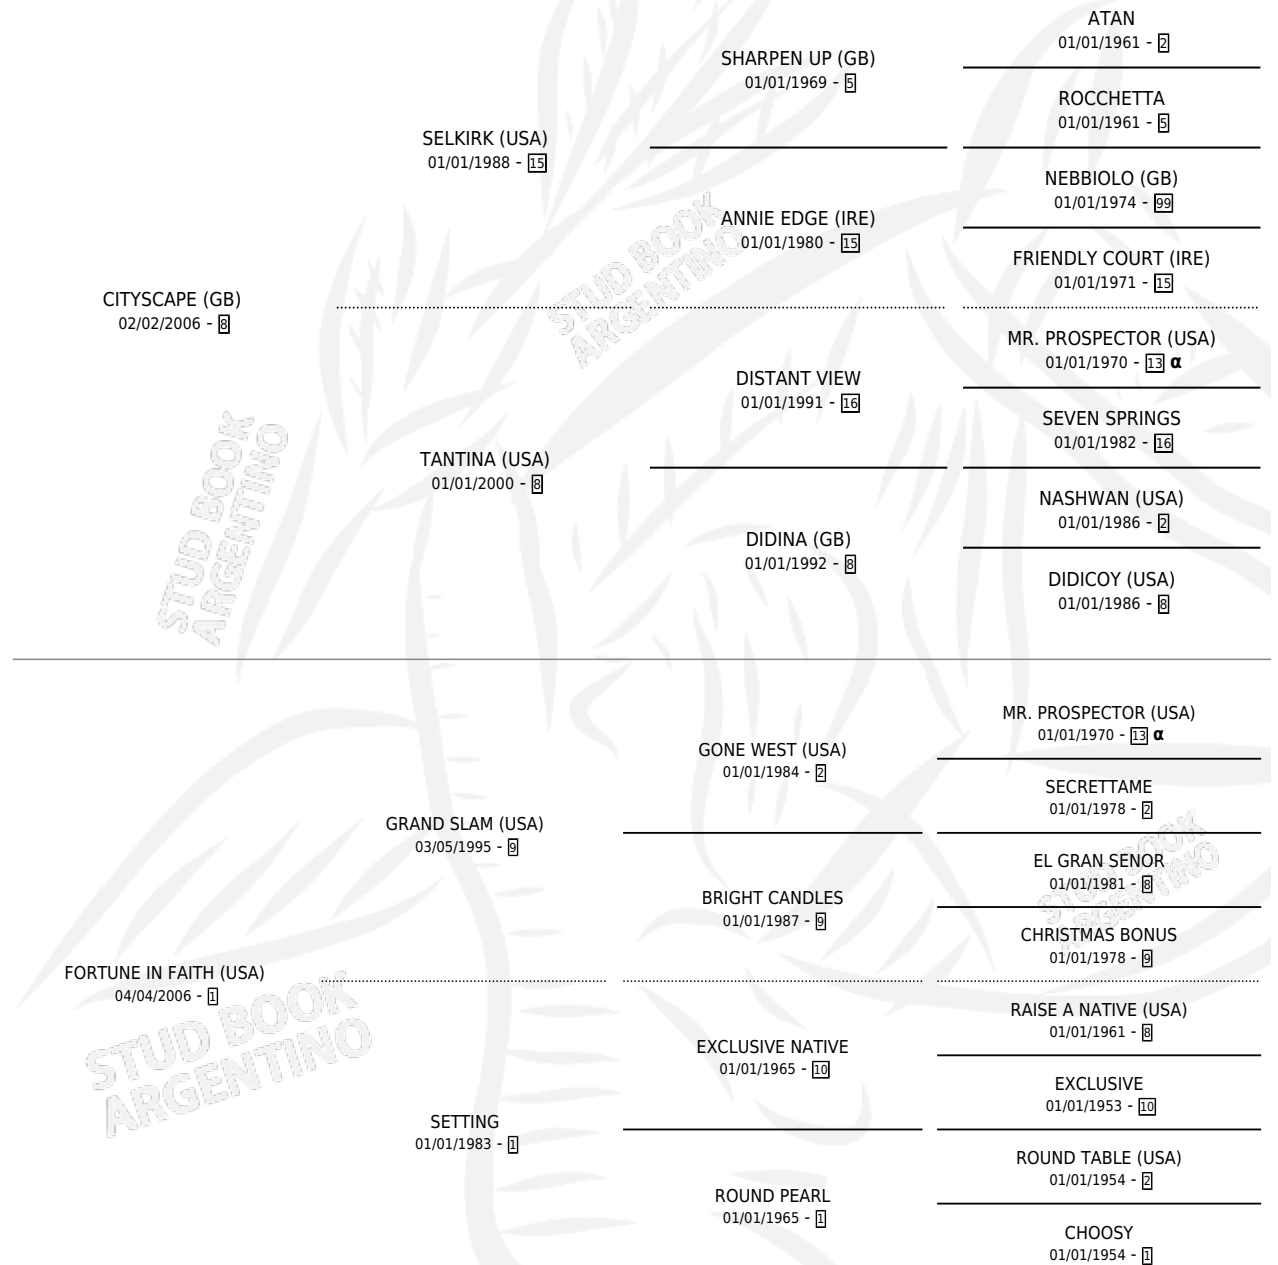 ATAN
01/01/1961 - 2
SHARPEN UP (GB)
01/01/1969 - 5
ROCCHETTA
01/01/1961 - 5
SELKIRK (USA)
01/01/1988 - 15
NEBBIOLO (GB)
01/01/1974 - 99
ANNIE EDGE (IRE)
01/01/1980 - 15
FRIENDLY COURT (IRE)
01/01/1971 - 15
CITYSCAPE (GB)
02/02/2006 - 8
MR. PROSPECTOR (USA)
01/01/1970 - 13 α
DISTANT VIEW
01/01/1991 - 16
SEVEN SPRINGS
01/01/1982 - 16
TANTINA (USA)
01/01/2000 - 8
NASHWAN (USA)
01/01/1986 - 2
DIDINA (GB)
01/01/1992 - 8
DIDICOY (USA)
01/01/1986 - 8
MR. PROSPECTOR (USA)
01/01/1970 - 13 α
GONE WEST (USA)
01/01/1984 - 2
SECRETTAME
01/01/1978 - 2
GRAND SLAM (USA)
03/05/1995 - 9
EL GRAN SENOR
01/01/1981 - 8
BRIGHT CANDLES
01/01/1987 - 9
CHRISTMAS BONUS
01/01/1978 - 9
FORTUNE IN FAITH (USA)
04/04/2006 - 1
RAISE A NATIVE (USA)
01/01/1961 - 8
EXCLUSIVE NATIVE
01/01/1965 - 10
EXCLUSIVE
01/01/1953 - 10
SETTING
01/01/1983 - 1
ROUND TABLE (USA)
01/01/1954 - 2
ROUND PEARL
01/01/1965 - 1
CHOOSY
01/01/1954 - 1
STUD BOOK
ARGENTINO
STUD BOOK
ARGENTINO
STUD BOOK
ARGENTINO
STUD BOOK
ARGENTINO